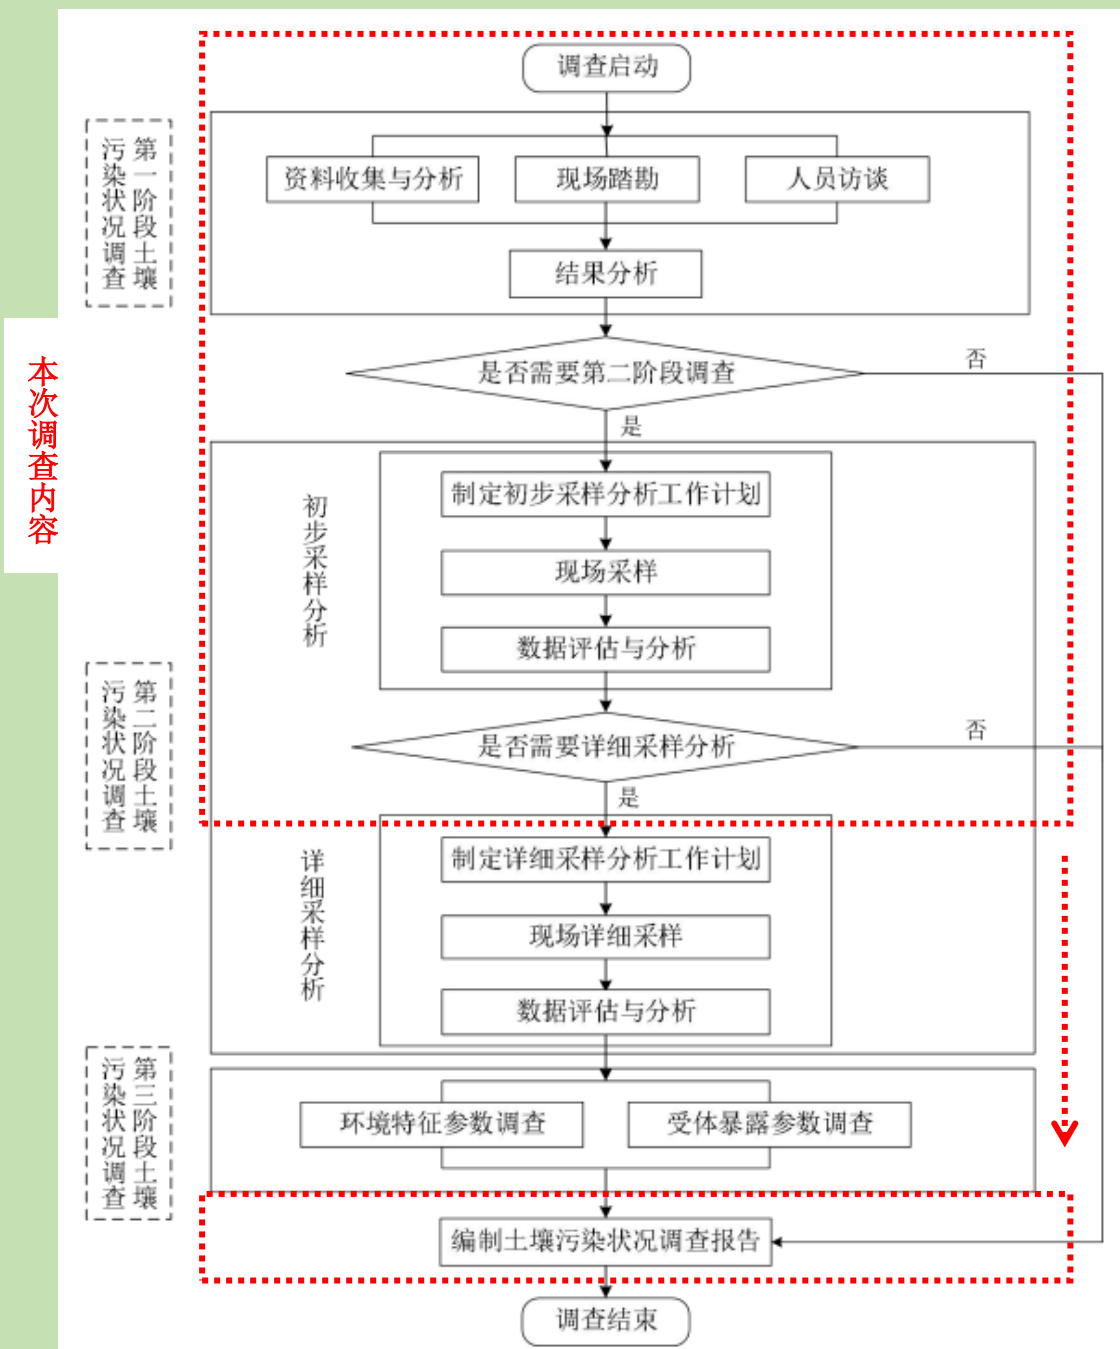 调查启动
第一阶段土壤
污染状况调查
资料收集与分析
现场踏勘
人员访谈
结果分析
本次调查内容
是否需要第二阶段调查
否
是
初步采样分析
制定初步采样分析工作计划
现场采样
数据评估与分析
第二阶段土壤
污染状况调查
是否需要详细采样分析
否
是
详细采样分析
制定详细采样分析工作计划
现场详细采样
数据评估与分析
第三阶段土壤
污染状况调查
环境特征参数调查
受体暴露参数调查
编制土壤污染状况调查报告
调查结束